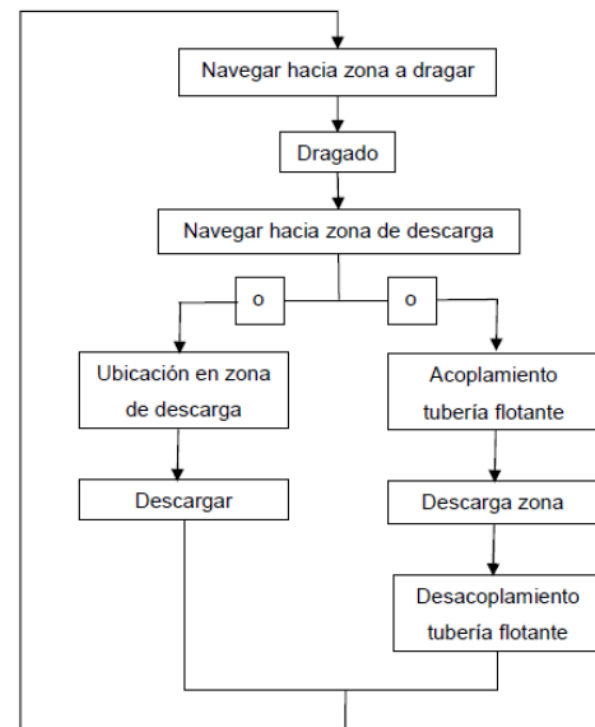 Navegar hacia zona a dragar
Dragado
Navegar hacia zona de descarga
o
o
Ubicación en zona
de descarga
Descargar
Acoplamiento
tubería flotante
Descarga zona
Desacoplamiento
tubería flotante